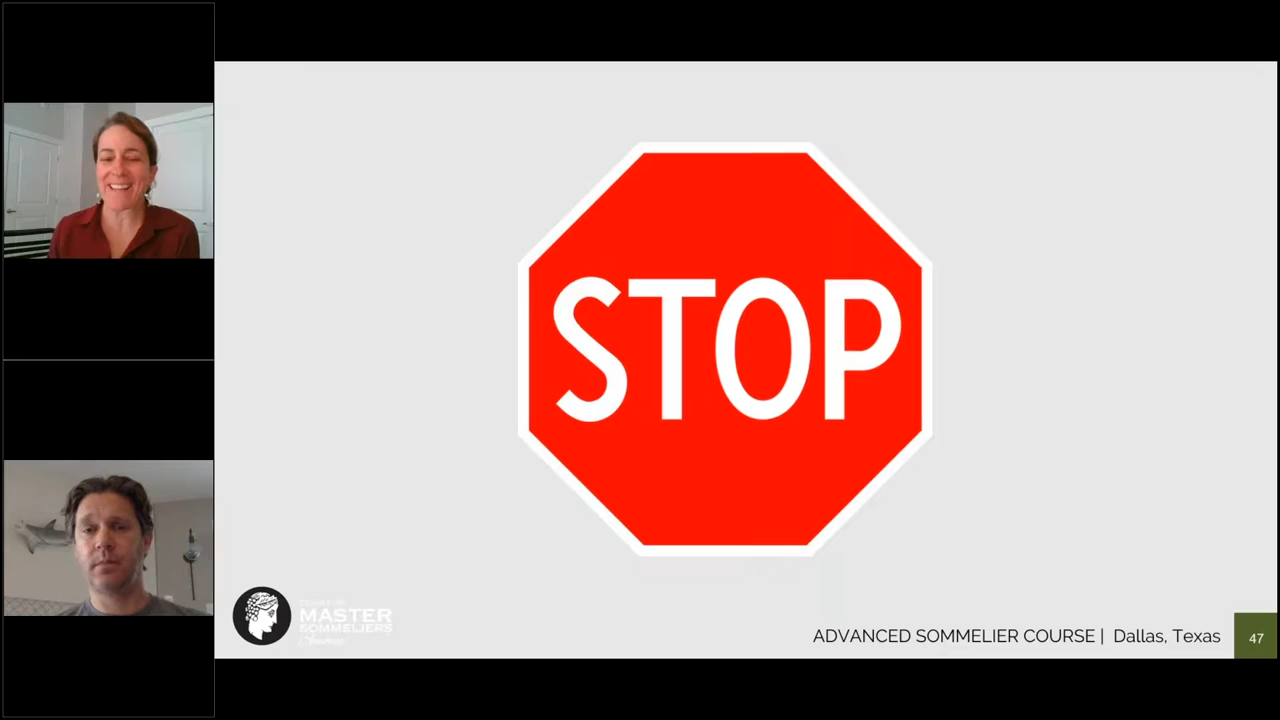 STOP
MASTER
SOMMELIERS
ADVANCED SOMMELIER COURSE | Dallas, Texas
47